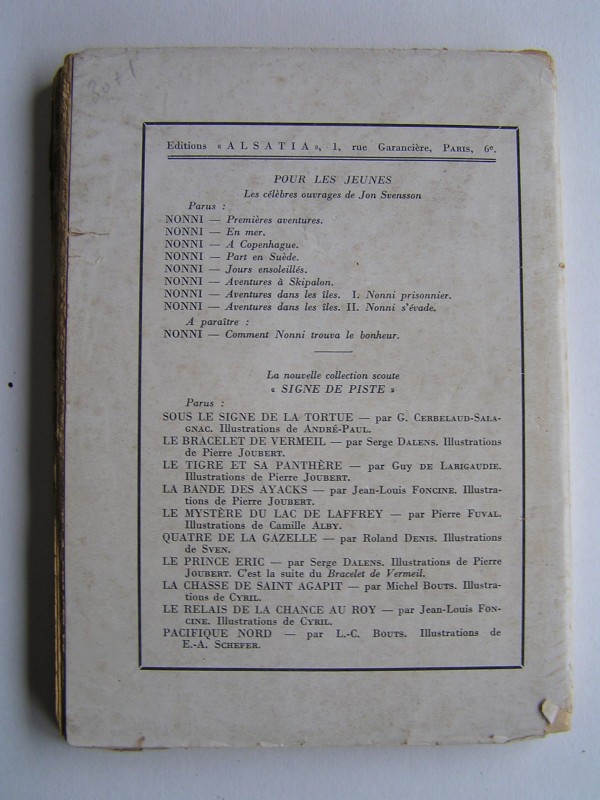 Editions « ALSATIA », 1, rue Garancière, PARIS, 6e.
POUR LES JEUNES
Les célèbres ouvrages de Jon Svensson
Parus :
NONNI — Premières aventures.
NONNI — En mer.
NONNI — A Copenhague.
NONNI — Part en Suède.
NONNI — Jours ensoleillés.
NONNI — Aventures à Skipalon.
NONNI — Aventures dans les îles. I. Nonni prisonnier.
NONNI — Aventures dans les îles. II. Nonni s'évade.
A paraître :
NONNI — Comment Nonni trouva le bonheur.
La nouvelle collection scoute
« SIGNE DE PISTE »
Parus :
SOUS LE SIGNE DE LA TORTUE — par G. CERBELAUD-SALA-
GNAC. Illustrations de ANDRÉ-PAUL.
LE BRACELET DE VERMEIL — par Serge DALENS. Illustrations
de Pierre JOUBERT.
LE TIGRE ET SA PANTHÈRE — par Guy DE LARIGAUDIE.
Illustrations de Pierre JOUBERT.
LA BANDE DES AYACKS — par Jean-Louis FONCINE. Illustra-
tions de Pierre JOUBERT.
LE MYSTÈRE DU LAC DE LAFFREY — par Pierre FUVAL.
Illustrations de Camille ALBY.
QUATRE DE LA GAZELLE — par Roland DENIS. Illustrations
de SVEN.
LE PRINCE ERIC — par Serge DALENS. Illustrations de Pierre
JOUBERT. C'est la suite du Bracelet de Vermeil.
LA CHASSE DE SAINT AGAPIT — par Michel BOUTS. Illustra-
tions de CYRIL.
LE RELAIS DE LA CHANCE AU ROY — par Jean-Louis FON-
CINE. Illustrations de CYRIL.
PACIFIQUE NORD — par L.-C. BOUTS. Illustrations de
E.-A. SCHEFER.